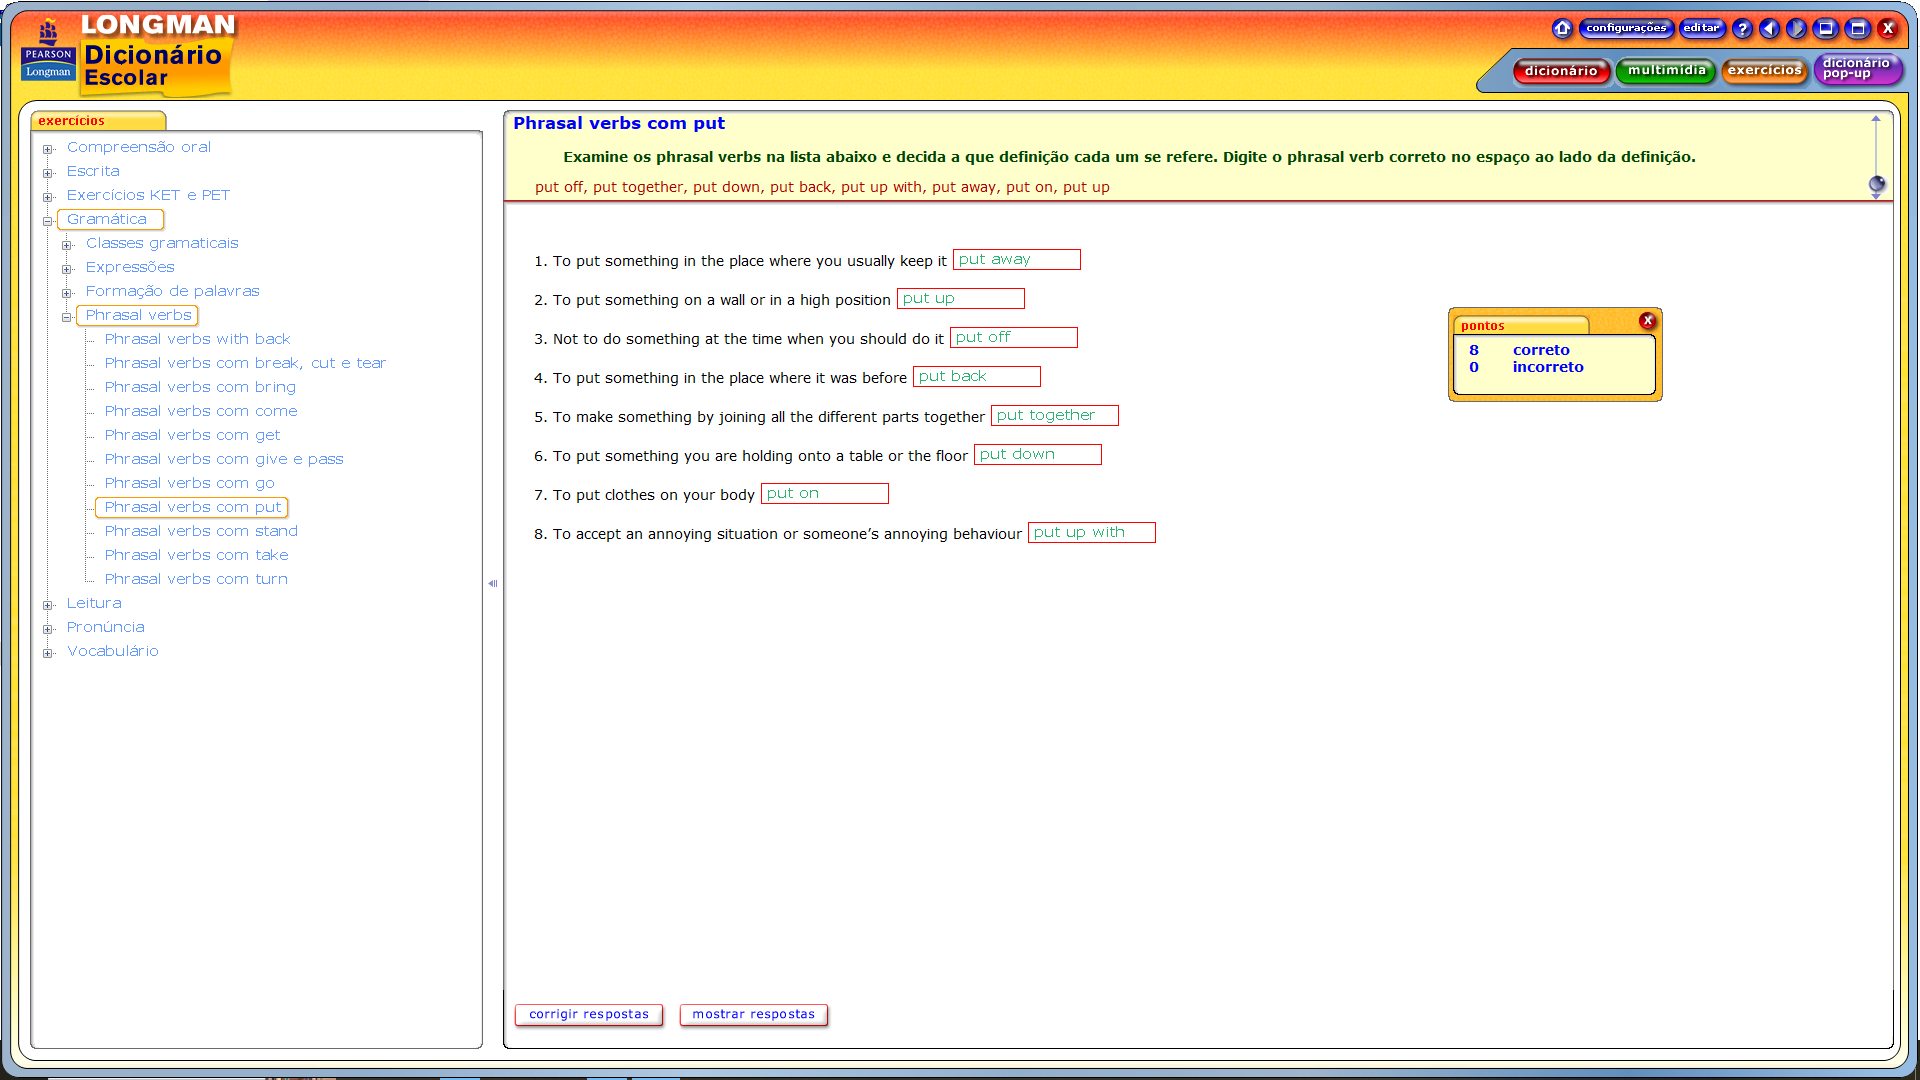 LONGMAN
Dicionário
Escolar
PEARSON
Longman
configurações
editar
?
X
dicionário
multimídia
exercícios
dicionário
pop-up
exercícios
Compreensão oral
Escrita
Exercícios KET e PET
Gramática
Classes gramaticais
Expressões
Formação de palavras
Phrasal verbs
Phrasal verbs with back
Phrasal verbs com break, cut e tear
Phrasal verbs com bring
Phrasal verbs com come
Phrasal verbs com get
Phrasal verbs com give e pass
Phrasal verbs com go
Phrasal verbs com put
Phrasal verbs com stand
Phrasal verbs com take
Phrasal verbs com turn
Leitura
Pronúncia
Vocabulário
Phrasal verbs com put
Examine os phrasal verbs na lista abaixo e decida a que definição cada um se refere. Digite o phrasal verb correto no espaço ao lado da definição.
put off, put together, put down, put back, put up with, put away, put on, put up
1. To put something in the place where you usually keep it put away
2. To put something on a wall or in a high position put up
3. Not to do something at the time when you should do it put off
4. To put something in the place where it was before put back
5. To make something by joining all the different parts together put together
6. To put something you are holding onto a table or the floor put down
7. To put clothes on your body put on
8. To accept an annoying situation or someone’s annoying behaviour put up with
pontos
X
8 correto
0 incorreto
corrigir respostas
mostrar respostas